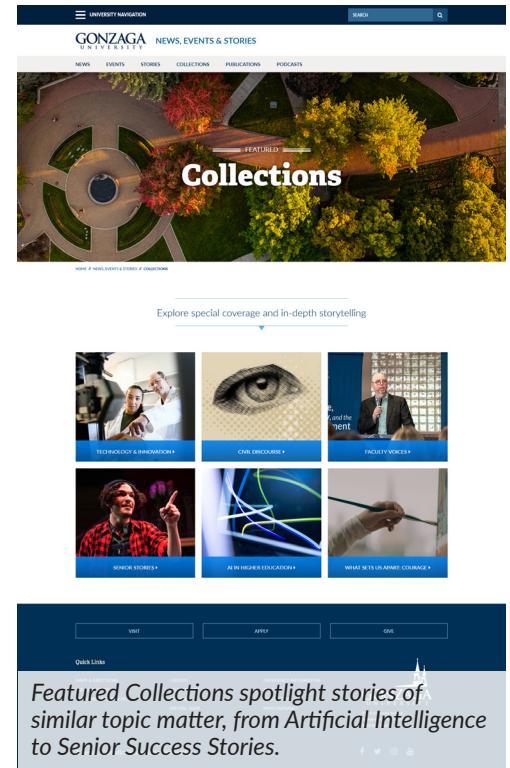 UNIVERSITY NAVIGATION
SEARCH
GONZAGA
UNIVERSITY
NEWS, EVENTS & STORIES
NEWS EVENTS STORIES COLLECTIONS PUBLICATIONS PODCASTS
FEATURED
Collections
HOME // NEWS, EVENTS & STORIES // COLLECTIONS
Explore special coverage and in-depth storytelling
, and the
TECHNOLOGY & INNOVATION
CIVIL DISCOURSE
FACULTY VOICES
SENIOR STORIES
AI IN HIGHER EDUCATION
WHAT SETS US APART: COURAGE
VISIT
APPLY
GIVE
Quick Links
Featured Collections spotlight stories of
similar topic matter, from Artificial Intelligence
to Senior Success Stories.